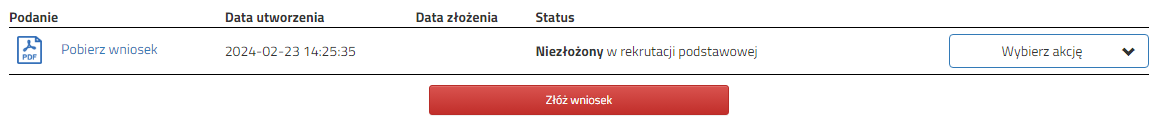 Podanie Data utworzenia Data złożenia Status
PDF Pobierz wniosek 2024-02-23 14:25:35 Niezłożony w rekrutacji podstawowej Wybierz akcję
Złóż wniosek